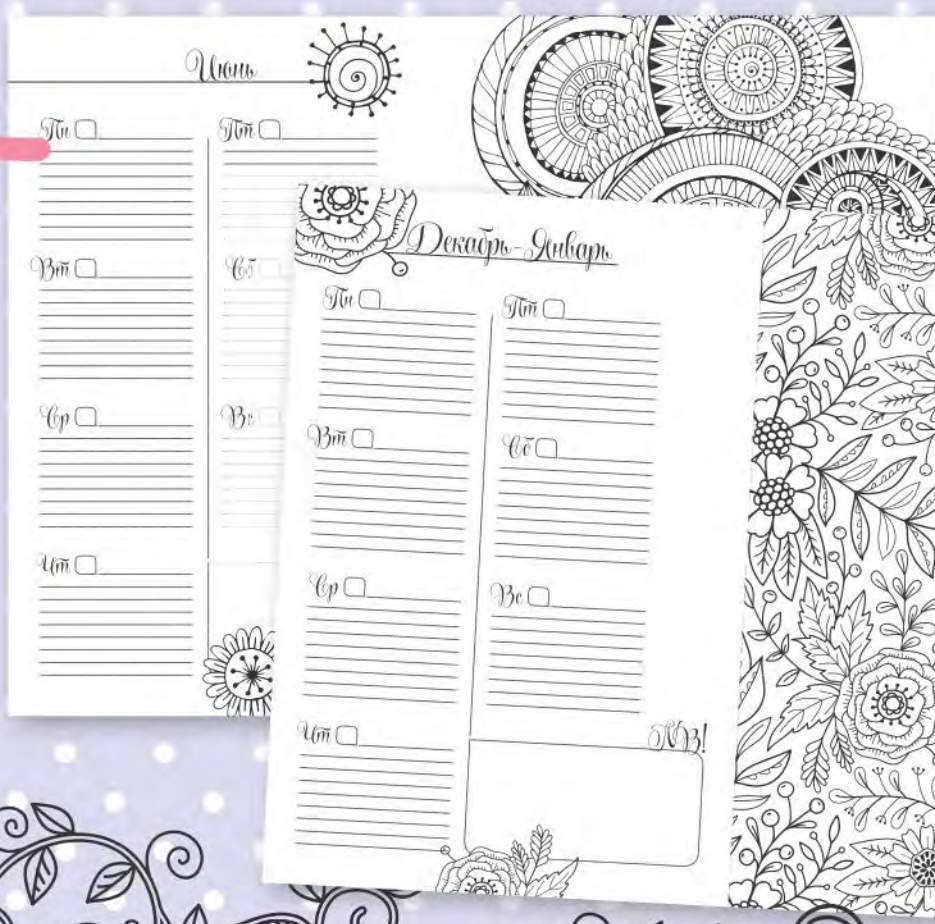 Июнь
Пн
Пт
Вт
Сб
Ср
Вс
Чт
Декабрь-Январь
Пн
Пт
Вт
Сб
Ср
Вс
Чт
NB!